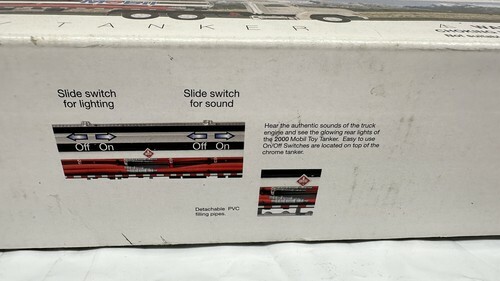 TANKER
Slide switch
for lighting
Slide switch
for sound
Off On
Off On
Hear the authentic sounds of the truck
engine and see the glowing rear lights of
the 2000 Mobil Toy Tanker. Easy to use
On/Off Switches are located on top of the
chrome tanker.
Detachable PVC
filling pipes.